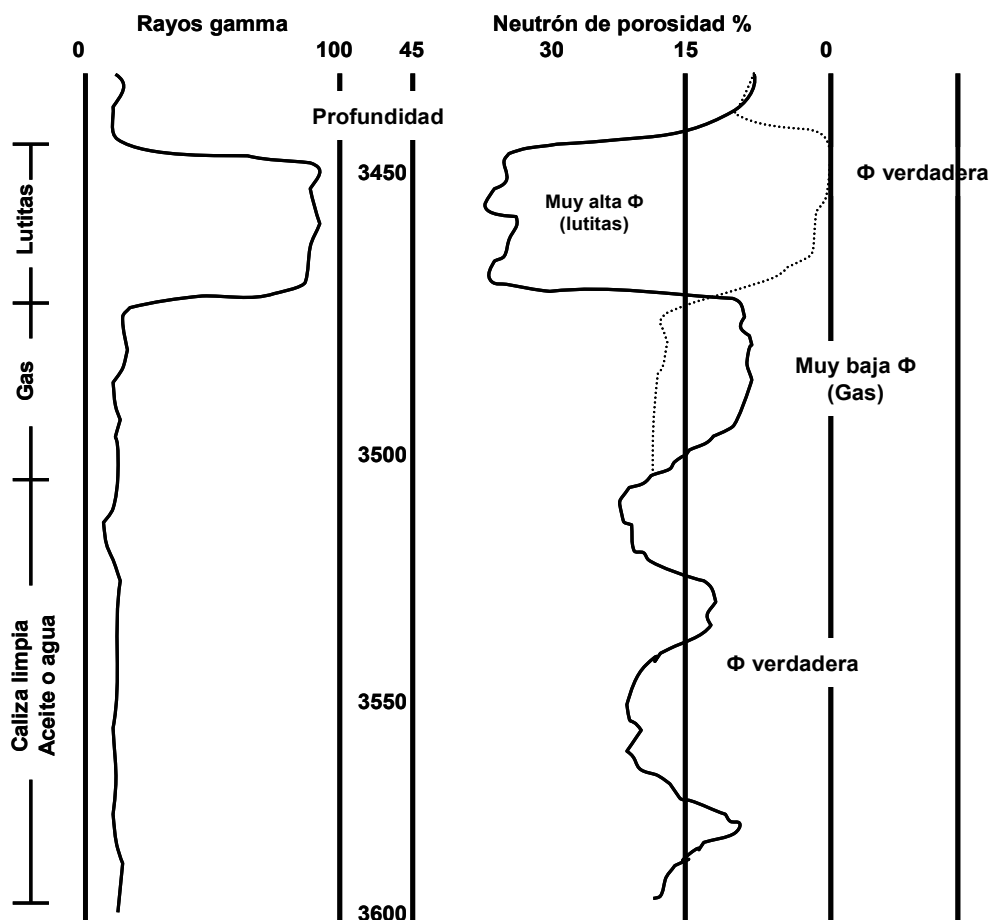 Rayos gamma
Neutrón de porosidad %
0
100
45
30
15
0
Profundidad
3450
3500
3550
3600
Lutitas
Gas
Caliza limpia
Aceite o agua
Muy alta Φ
(lutitas)
Φ verdadera
Muy baja Φ
(Gas)
Φ verdadera